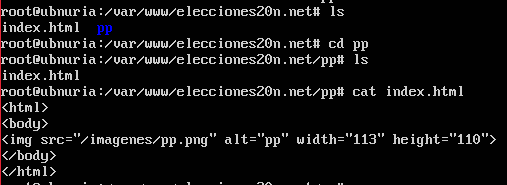 root@ubnuria:/var/www/elecciones20n.net# ls
index.html  pp
root@ubnuria:/var/www/elecciones20n.net# cd pp
root@ubnuria:/var/www/elecciones20n.net/pp# ls
index.html
root@ubnuria:/var/www/elecciones20n.net/pp# cat index.html
<html>
<body>
<img src="/imagenes/pp.png" alt="pp" width="113" height="110">
</body>
</html>